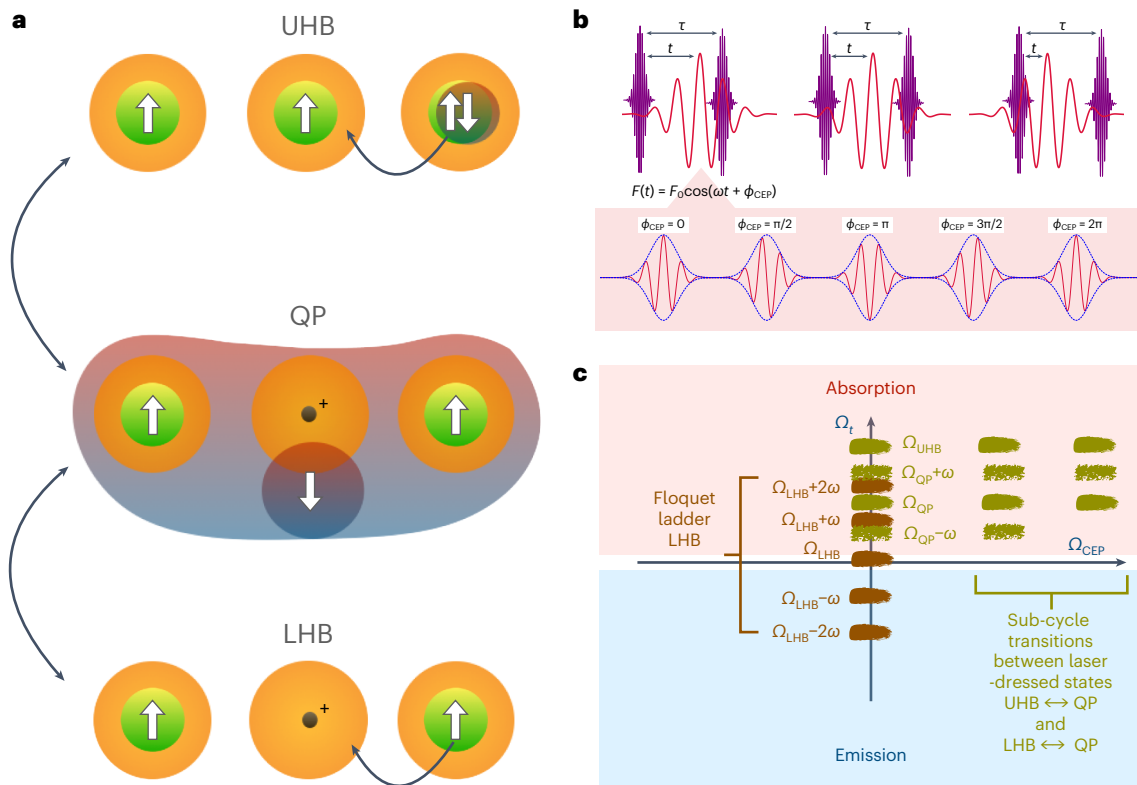 a
UHB
QP
+
LHB
+
b
τ
t
τ
t
τ
t
F(t) = F₀cos(ωt + ϕCEP)
ϕCEP = 0
ϕCEP = π/2
ϕCEP = π
ϕCEP = 3π/2
ϕCEP = 2π
c
Absorption
Ωt
ΩUHB
ΩQP+ω
ΩLHB+2ω
ΩQP
ΩLHB+ω
ΩQP−ω
ΩLHB
ΩCEP
ΩLHB−ω
ΩLHB−2ω
Floquet
ladder
LHB
Sub-cycle
transitions
between laser
-dressed states
UHB ⟷ QP
and
LHB ⟷ QP
Emission